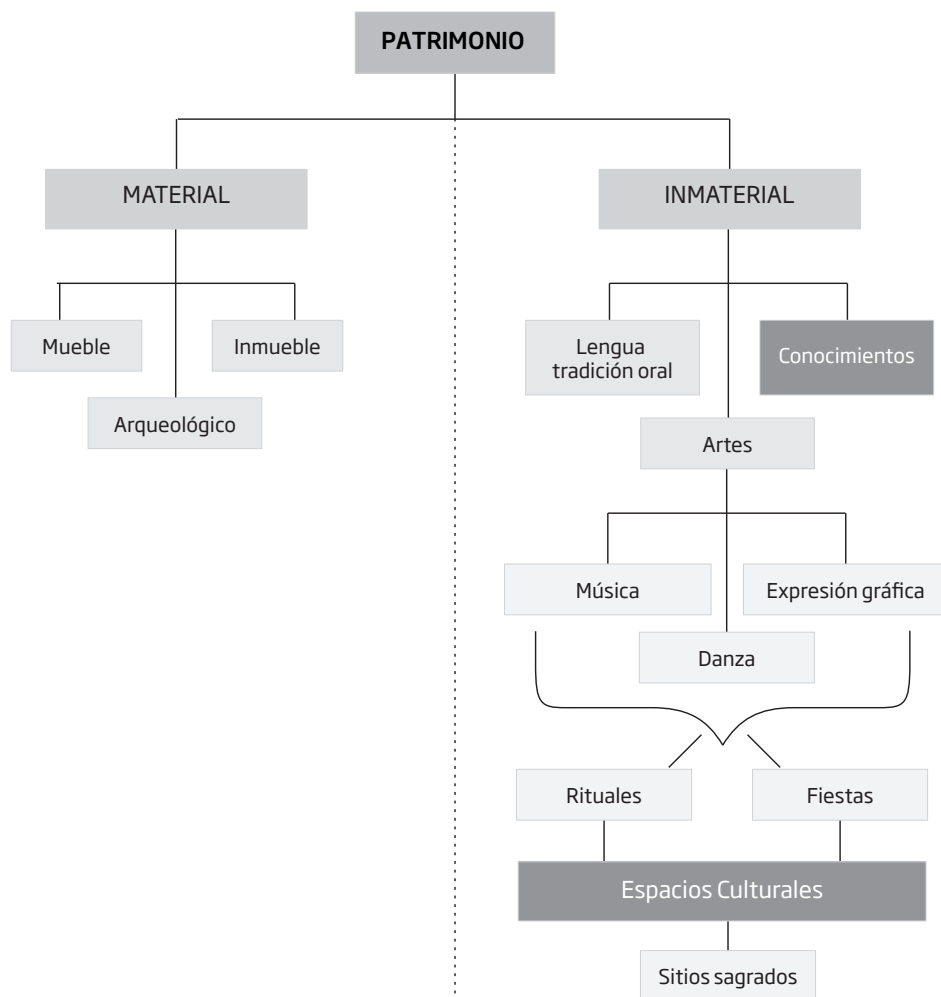 PATRIMONIO
MATERIAL
INMATERIAL
Mueble
Inmueble
Arqueológico
Lengua
tradición oral
Conocimientos
Artes
Música
Expresión gráfica
Danza
Rituales
Fiestas
Espacios Culturales
Sitios sagrados